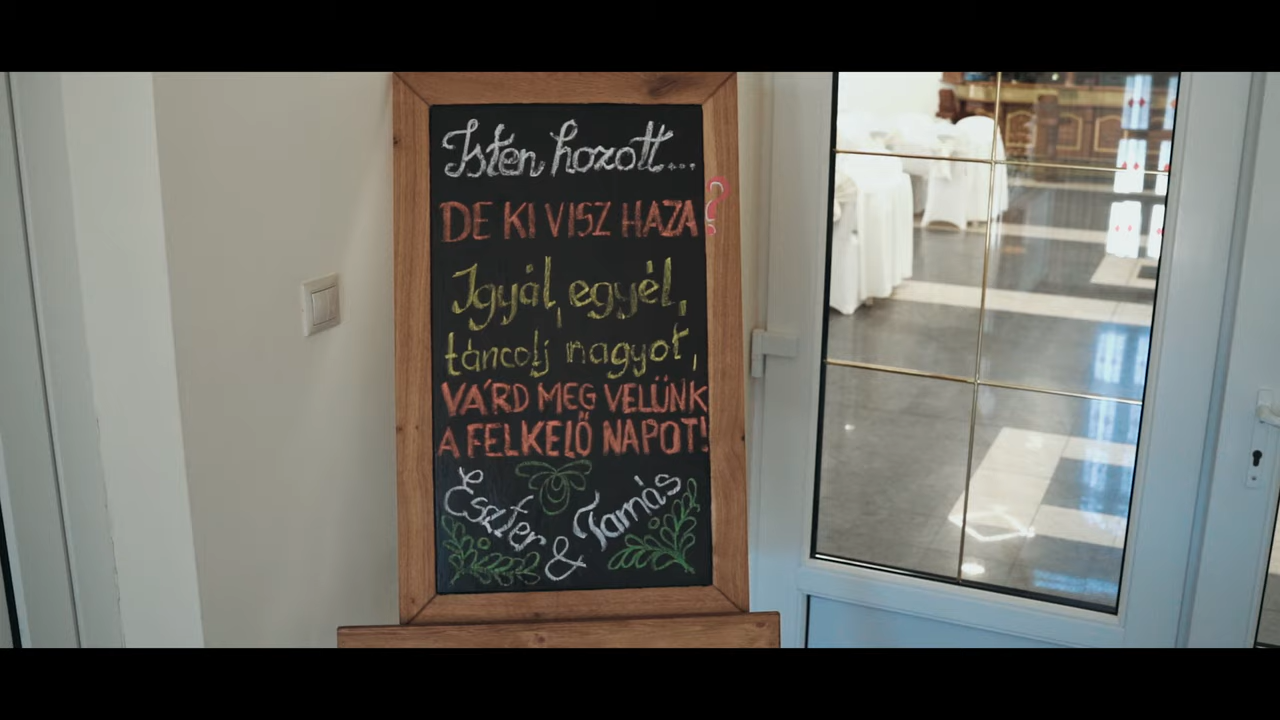 Isten hozott...
DE KI VISZ HAZA?
Igyál, egyél,
táncolj nagyot,
VÁRD MEG VELÜNK
A FELKELŐ NAPOT!
Eszter & Tamás